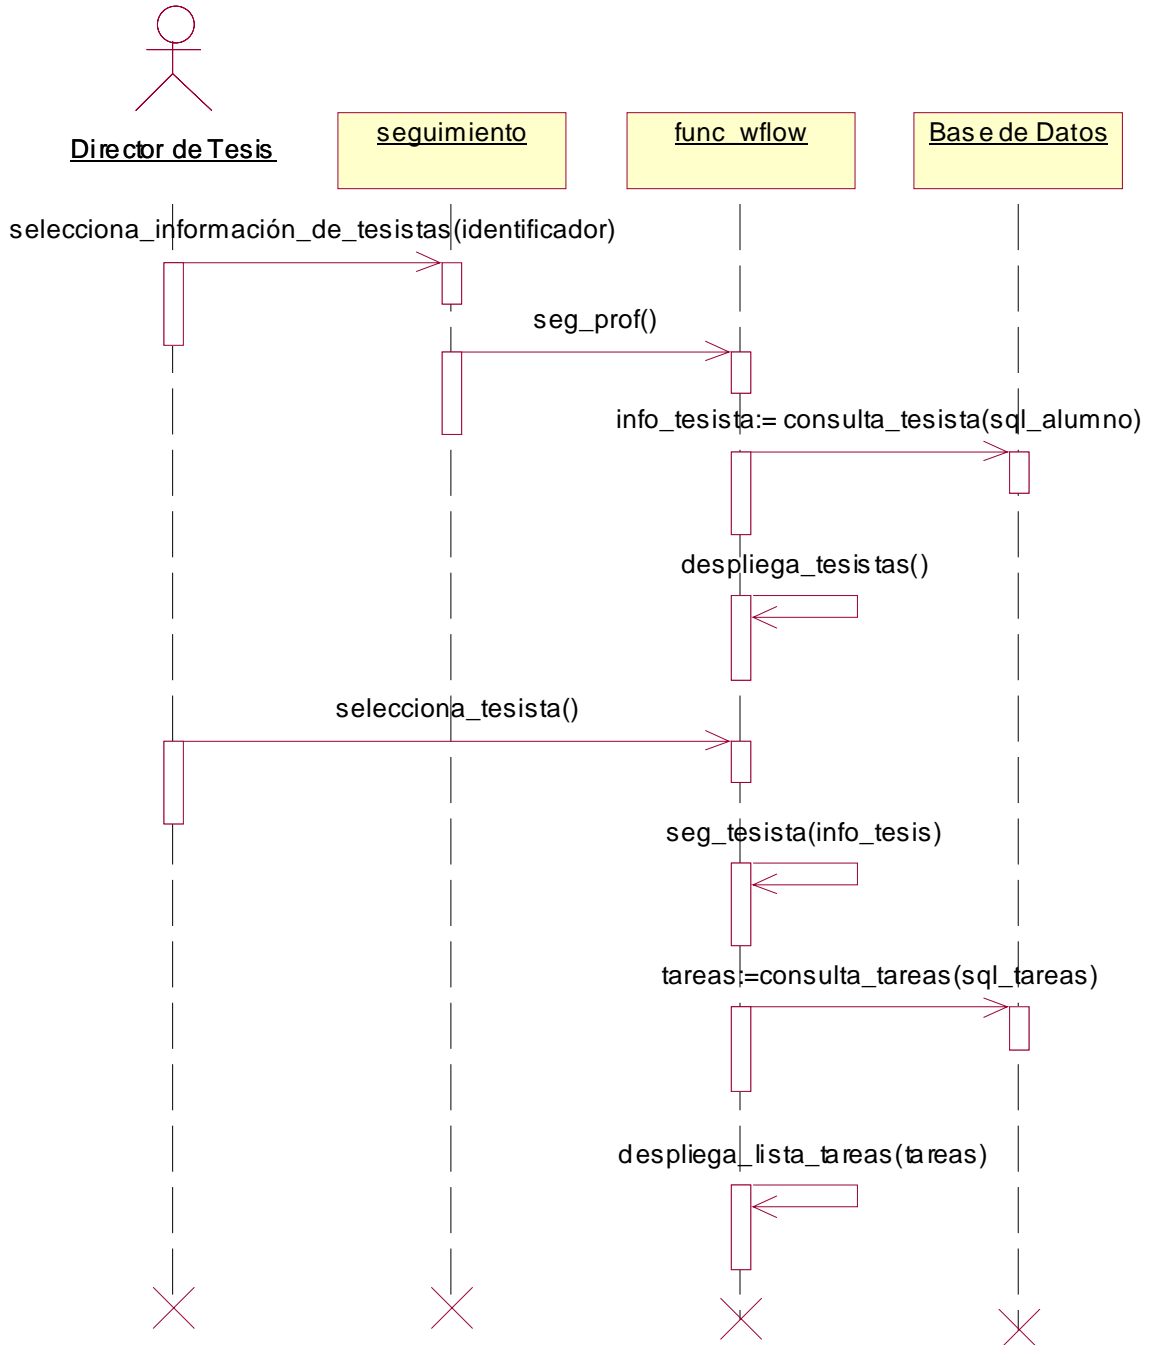 Director de Tesis
seguimiento
func_wflow
Base de Datos
selecciona_información_de_tesistas(identificador)
seg_prof()
info_tesista:= consulta_tesista(sql_alumno)
despliega_tesistas()
selecciona_tesista()
seg_tesista(info_tesis)
tareas:=consulta_tareas(sql_tareas)
despliega_lista_tareas(tareas)